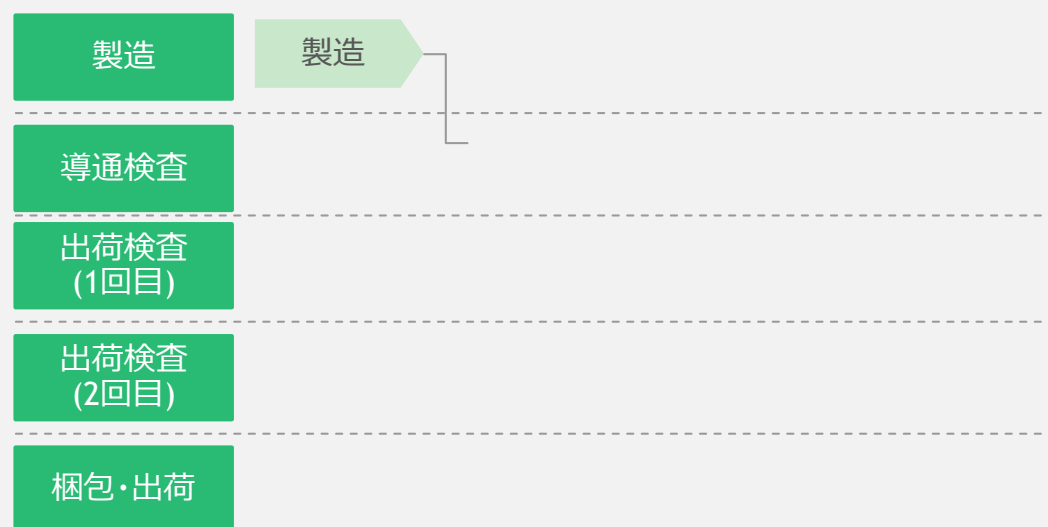 製造
製造
導通検査
出荷検査
(1回目)
出荷検査
(2回目)
梱包・出荷